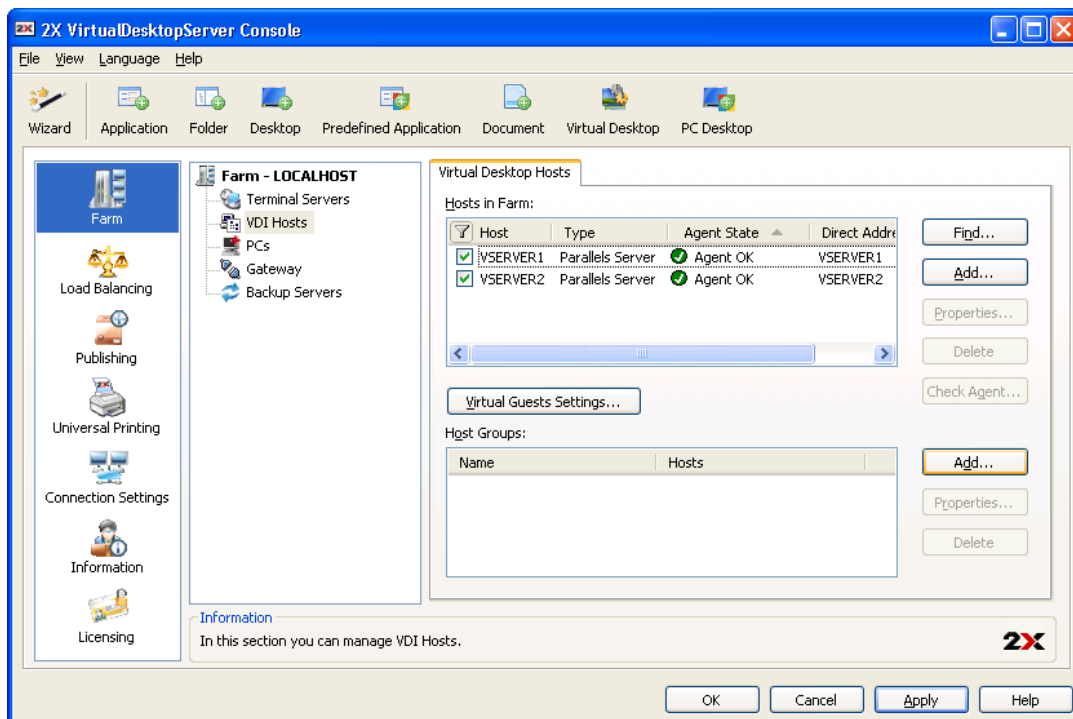 2X VirtualDesktopServer Console
File View Language Help
Wizard Application Folder Desktop Predefined Application Document Virtual Desktop PC Desktop
Farm
Load Balancing
Publishing
Universal Printing
Connection Settings
Information
Licensing
Farm - LOCALHOST
Terminal Servers
VDI Hosts
PCs
Gateway
Backup Servers
Virtual Desktop Hosts
Hosts in Farm:
Host Type Agent State Direct Addre
VSERVER1 Parallels Server Agent OK VSERVER1
VSERVER2 Parallels Server Agent OK VSERVER2
Find...
Add...
Properties...
Delete
Check Agent...
Virtual Guests Settings...
Host Groups:
Name Hosts
Add...
Properties...
Delete
Information
In this section you can manage VDI Hosts.
2X
OK Cancel Apply Help